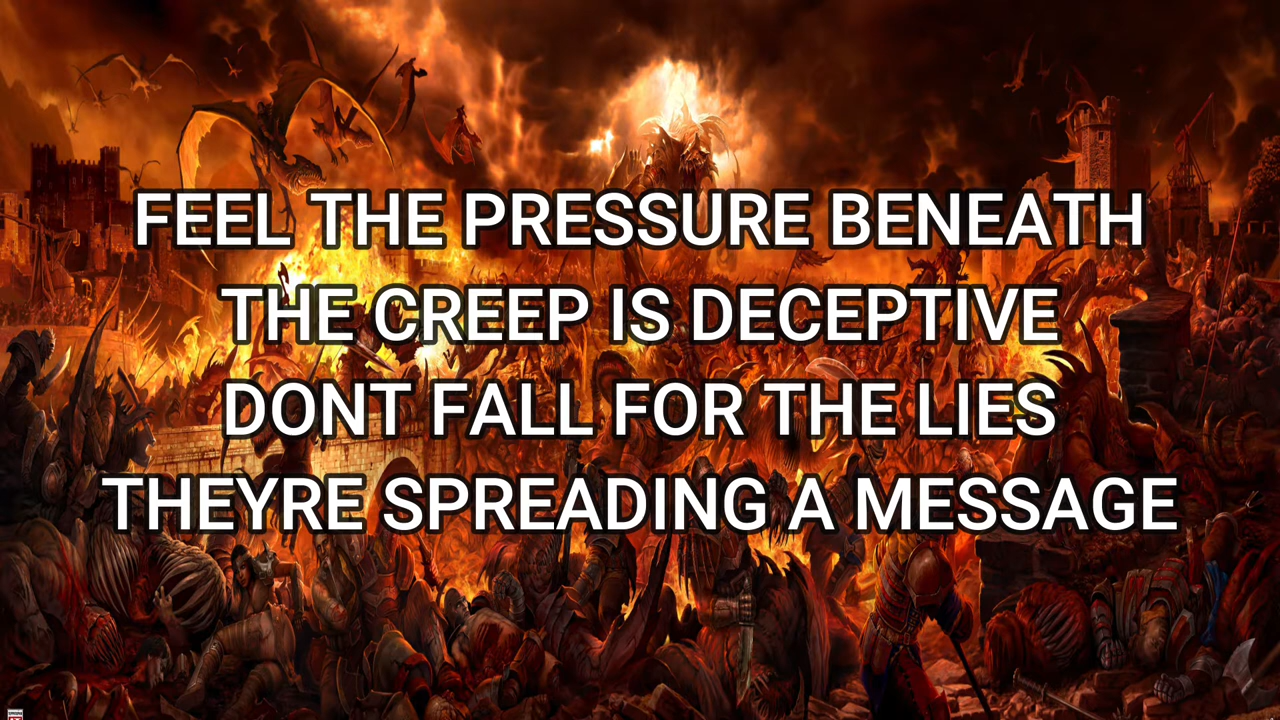 FEEL THE PRESSURE BENEATH
THE CREEP IS DECEPTIVE
DONT FALL FOR THE LIES
THEYRE SPREADING A MESSAGE